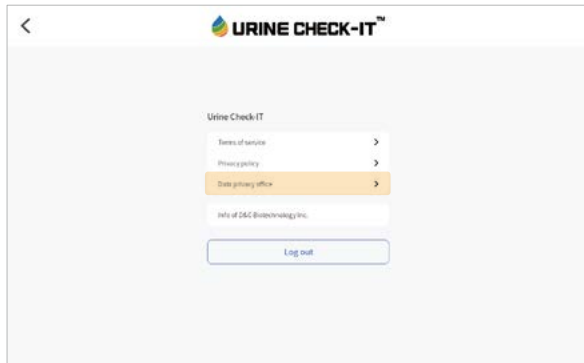 URINE CHECK-IT™
Urine Check-IT
Terms of service
Privacy policy
Data privacy office
Info of D&C Biotechnology Inc.
Log out